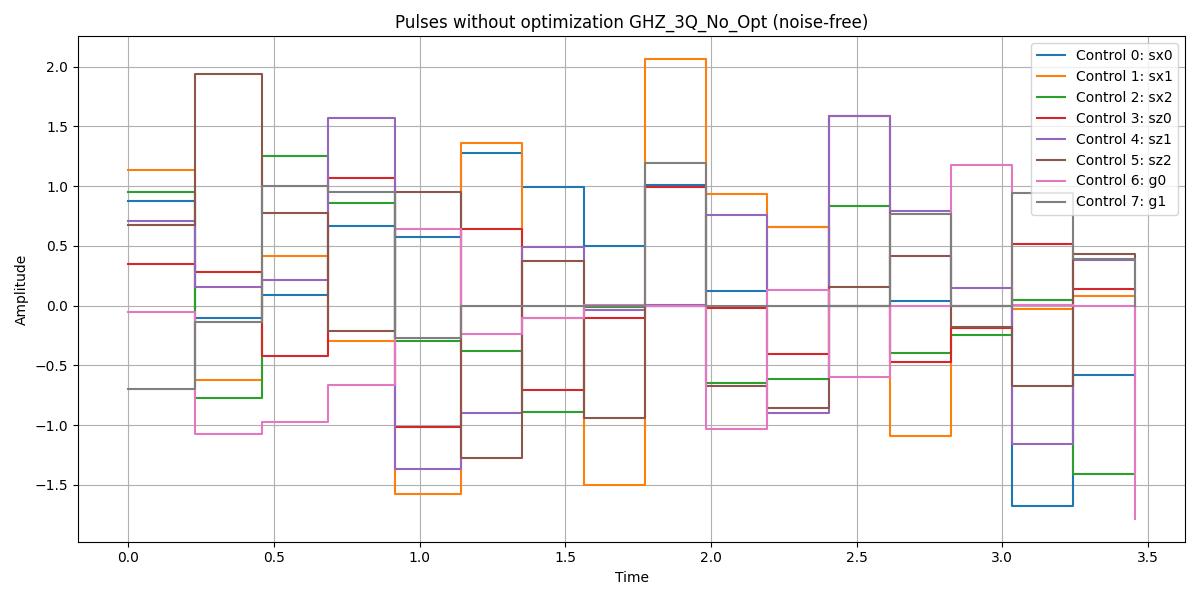 Pulses without optimization GHZ_3Q_No_Opt (noise-free)
Amplitude
2.0
1.5
1.0
0.5
0.0
−0.5
−1.0
−1.5
Control 0: sx0
Control 1: sx1
Control 2: sx2
Control 3: sz0
Control 4: sz1
Control 5: sz2
Control 6: g0
Control 7: g1
0.0
0.5
1.0
1.5
2.0
2.5
3.0
3.5
Time